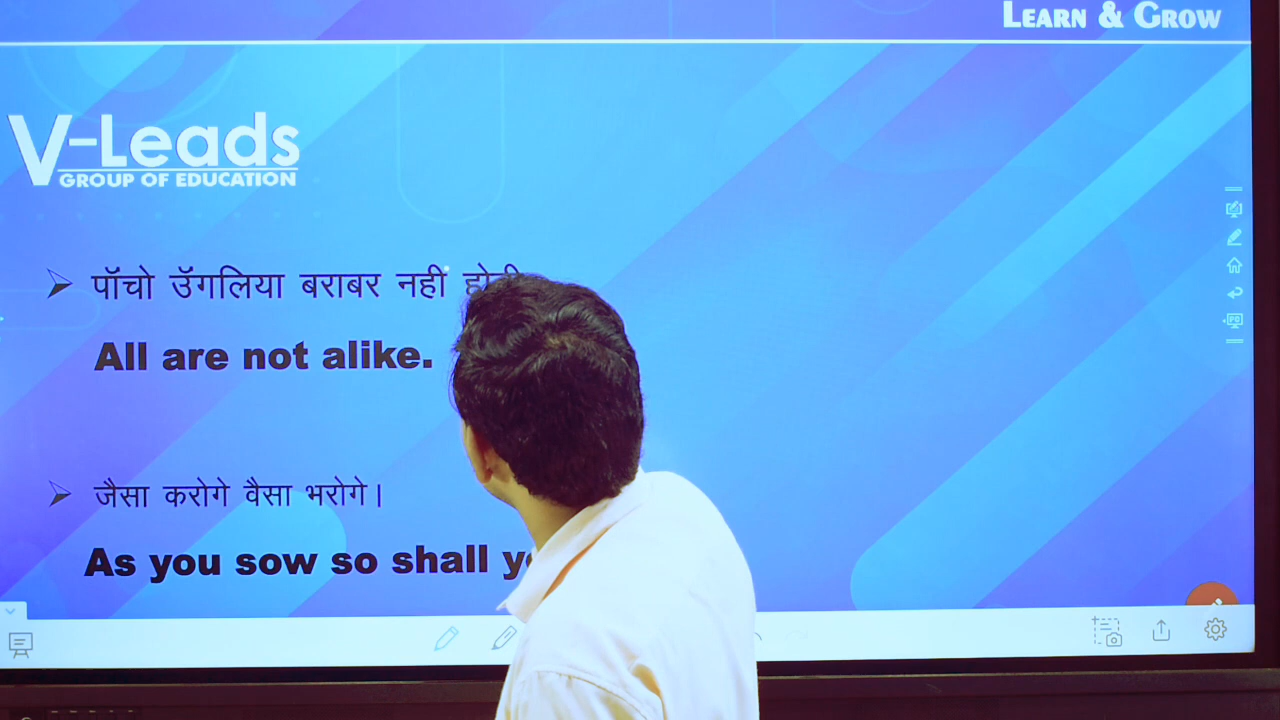 LEARN & GROW
V-Leads
GROUP OF EDUCATION
पॉचो उॅगलिया बराबर नही
All are not alike.
जैसा करोगे वैसा भरोगे।
As you sow so shall